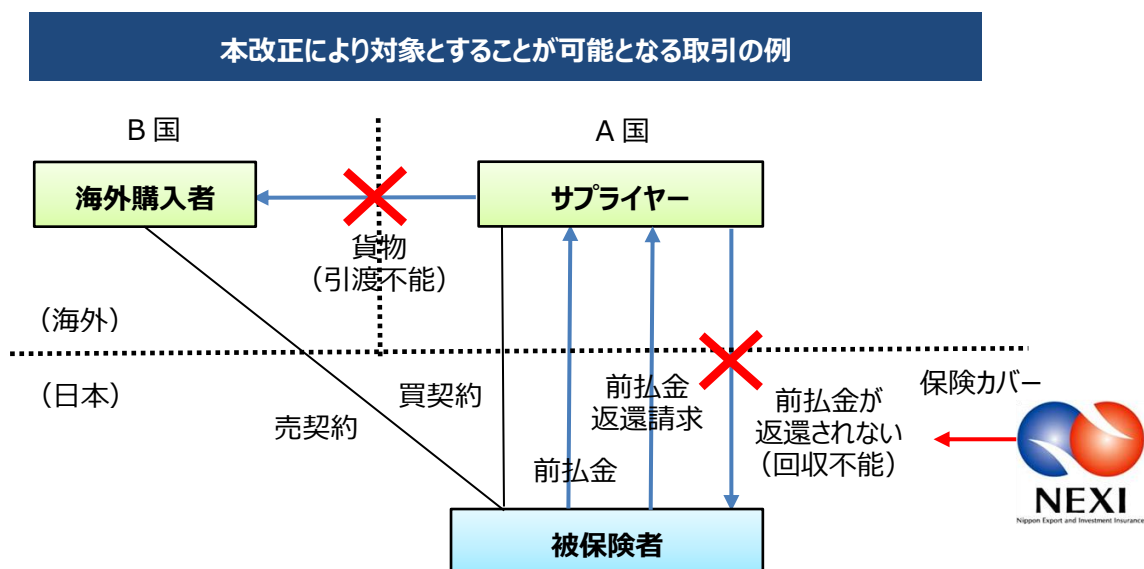 本改正により対象とすることが可能となる取引の例
B国
A国
海外購入者
サプライヤー
貨物
（引渡不能）
（海外）
（日本）
売契約
買契約
前払金
前払金
返還請求
前払金が
返還されない
（回収不能）
保険カバー
NEXI
Nippon Export and Investment Insurance
被保険者